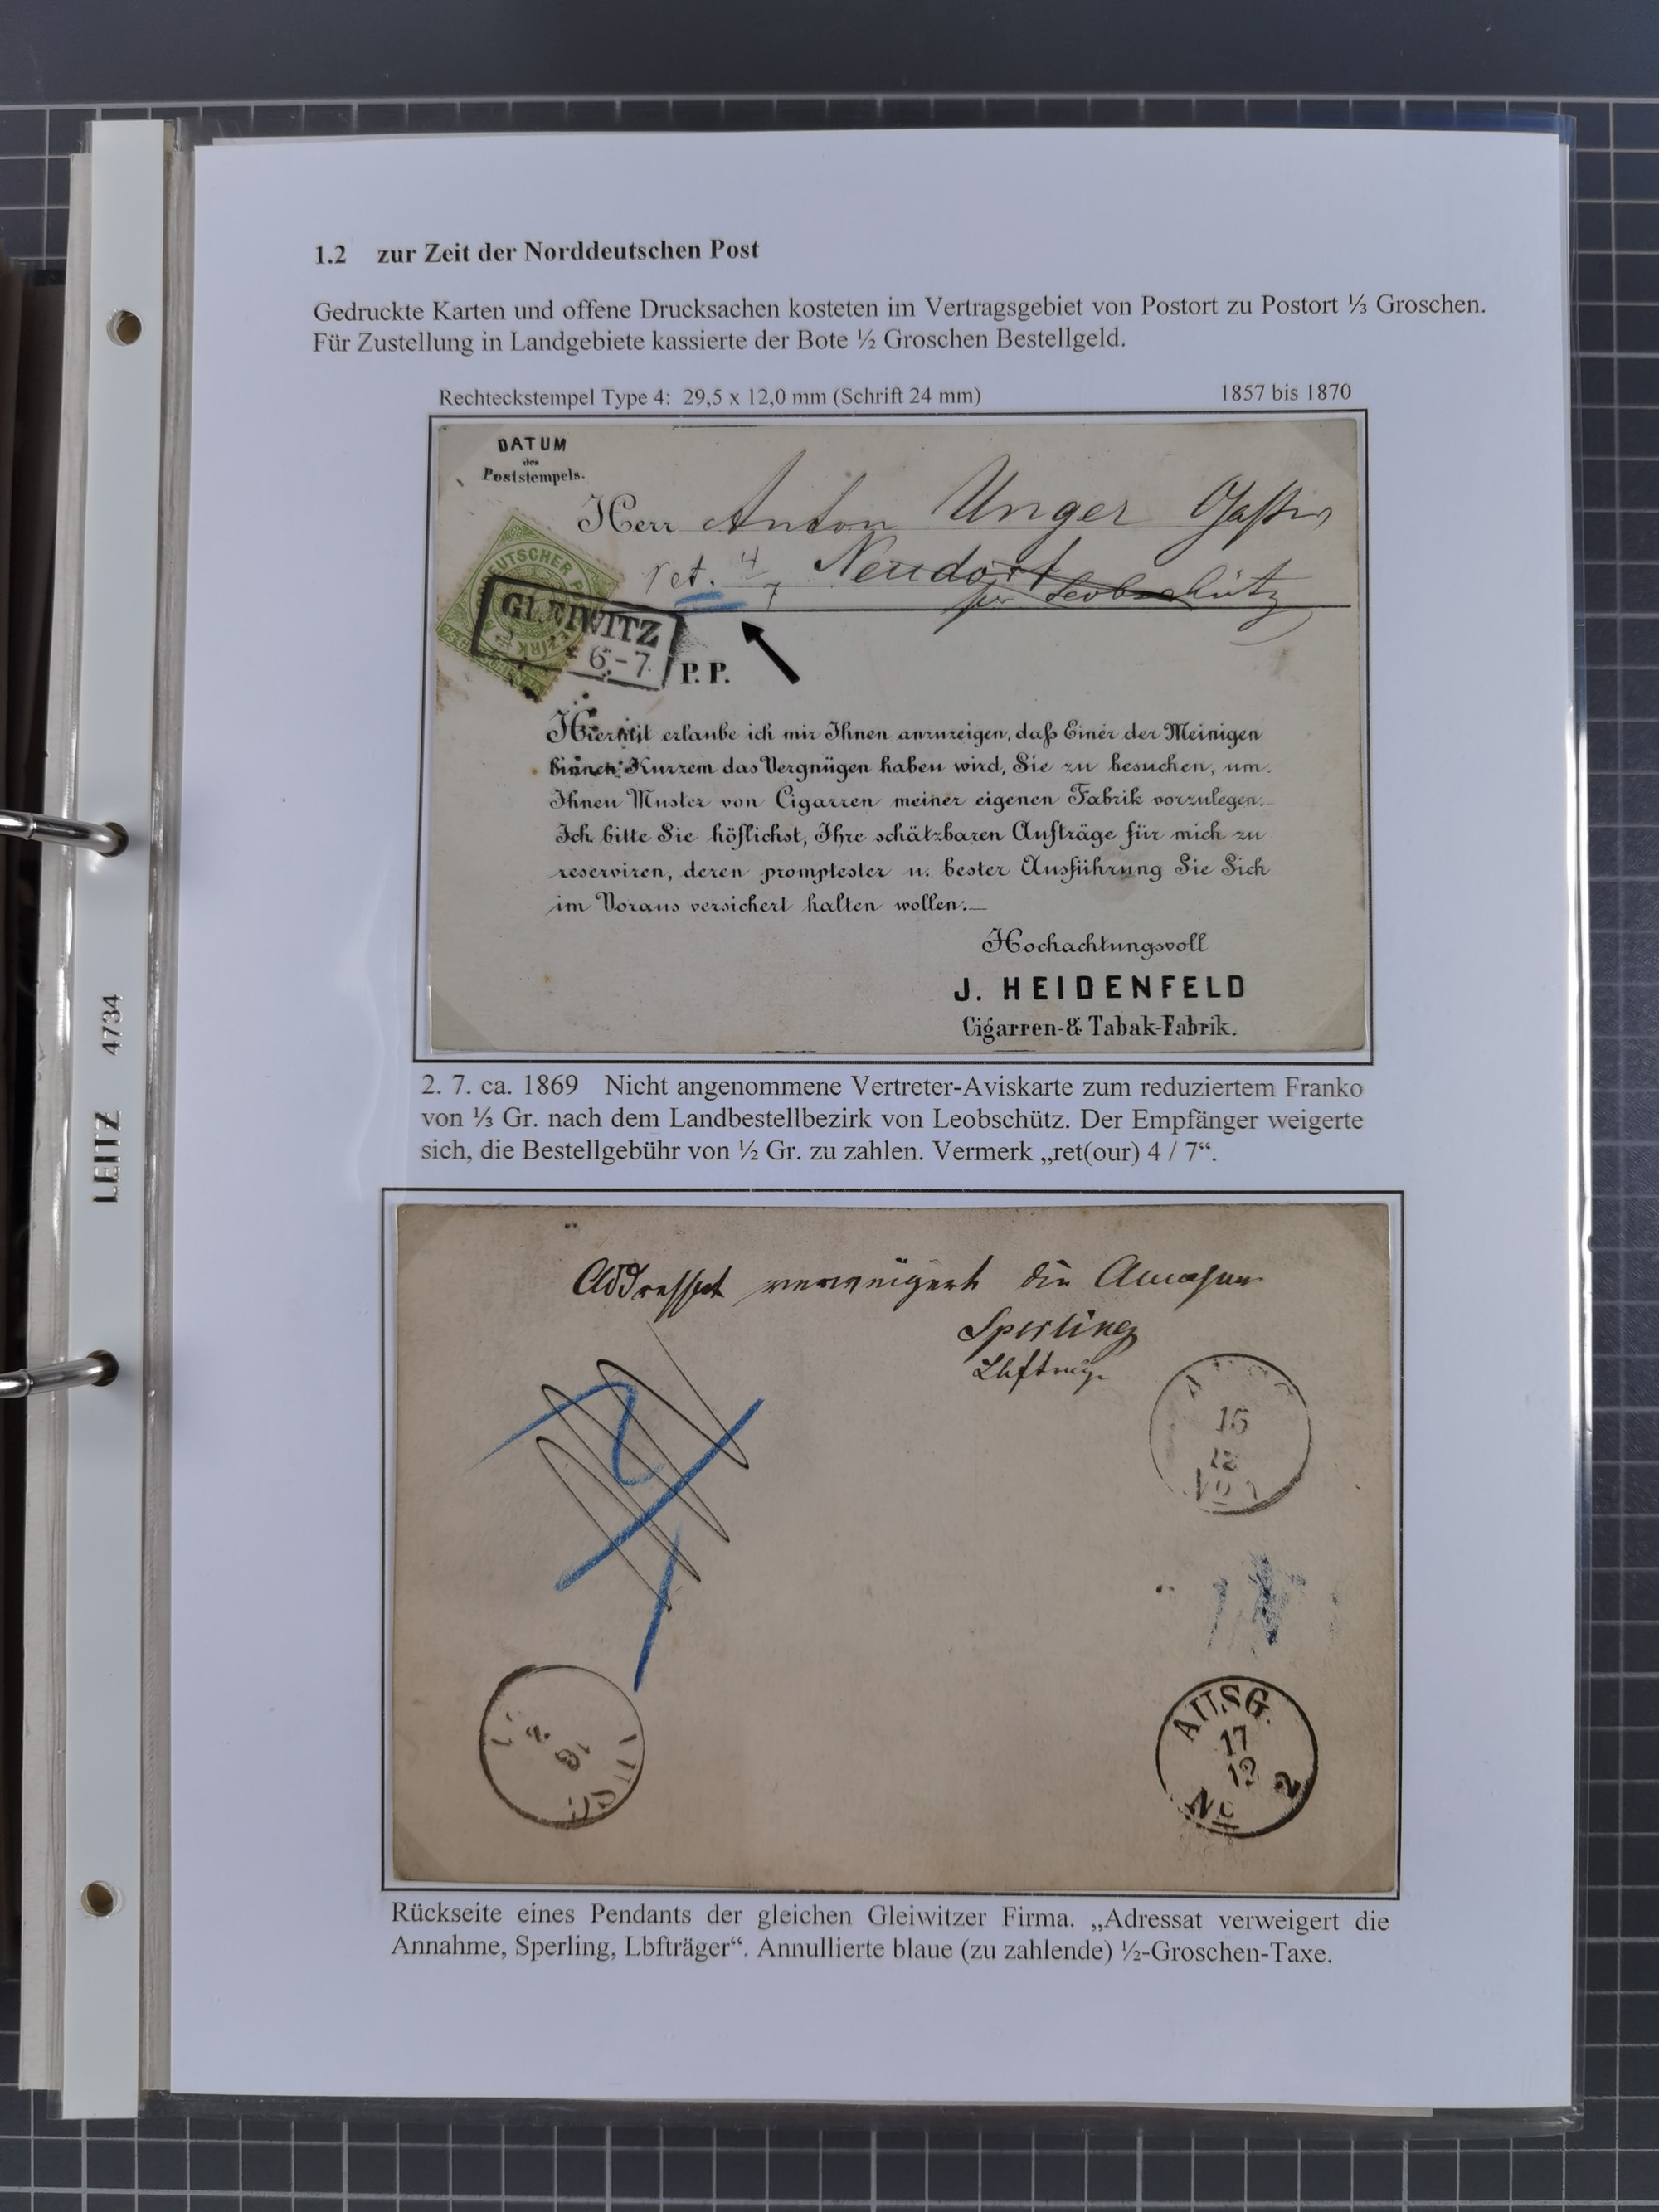 1.2 zur Zeit der Norddeutschen Post
Gedruckte Karten und offene Drucksachen kosteten im Vertragsgebiet von Postort zu Postort ⅓ Groschen.
Für Zustellung in Landgebiete kassierte der Bote ½ Groschen Bestellgeld.
Rechteckstempel Type 4: 29,5 x 12,0 mm (Schrift 24 mm) 1857 bis 1870
DATUM
des
Poststempels.
Herr Anton Unger
ret. 4/7 Neudorf
per Leobschütz
GLEIWITZ
6-7
P. P.
Hiermit erlaube ich mir Ihnen anzuzeigen, daß Einer der Meinigen
binnen Kurzem das Vergnügen haben wird, Sie zu besuchen, um
Ihnen Muster von Cigarren meiner eigenen Fabrik vorzulegen.
Ich bitte Sie höflichst, Ihre schätzbaren Aufträge für mich zu
reserviren, deren promptester u. bester Ausführung Sie Sich
im Voraus versichert halten wollen.
Hochachtungsvoll
J. HEIDENFELD
Cigarren-& Tabak-Fabrik.
2. 7. ca. 1869 Nicht angenommene Vertreter-Aviskarte zum reduziertem Franko
von ⅓ Gr. nach dem Landbestellbezirk von Leobschütz. Der Empfänger weigerte
sich, die Bestellgebühr von ½ Gr. zu zahlen. Vermerk „ret(our) 4 / 7“.
Addressat verweigert die Annahme
Sperling
15
12
No 1
AUSG.
17
12
No 2
Rückseite eines Pendants der gleichen Gleiwitzer Firma. „Adressat verweigert die
Annahme, Sperling, Lbfträger“. Annullierte blaue (zu zahlende) ½-Groschen-Taxe.
LEITZ 4734